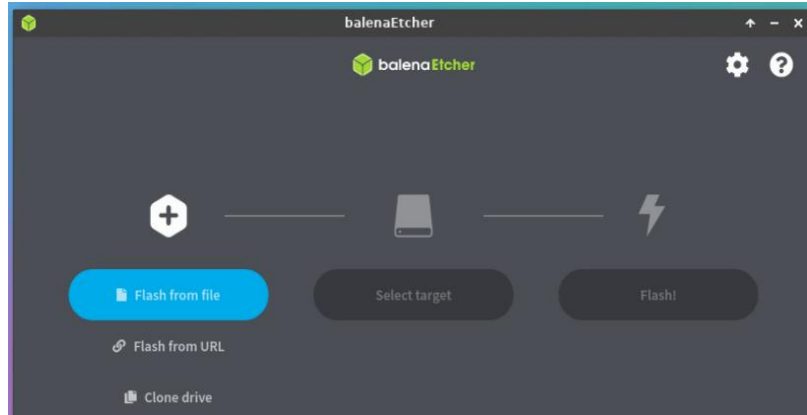 balenaEtcher
balenaEtcher
Flash from file
Select target
Flash!
Flash from URL
Clone drive